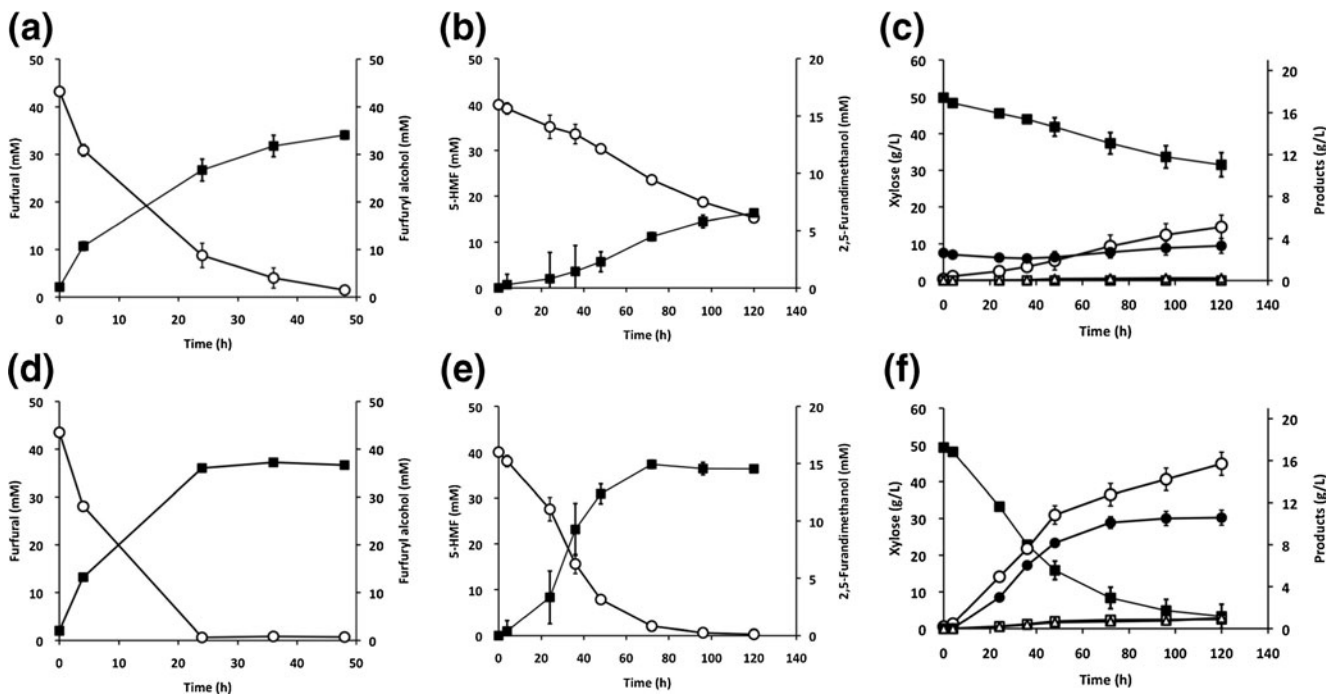 (a)
50
40
30
20
10
0
Furfural (mM)
50
40
30
20
10
0
Furfuryl alcohol (mM)
0 10 20 30 40 50
Time (h)
(b)
50
40
30
20
10
0
5-HMF (mM)
20
15
10
5
0
2,5-Furandimethanol (mM)
0 20 40 60 80 100 120 140
Time (h)
(c)
60
50
40
30
20
10
0
Xylose (g/L)
20
16
12
8
4
0
Products (g/L)
0 20 40 60 80 100 120 140
Time (h)
(d)
50
40
30
20
10
0
Furfural (mM)
50
40
30
20
10
0
Furfuryl alcohol (mM)
0 10 20 30 40 50
Time (h)
(e)
50
40
30
20
10
0
5-HMF (mM)
20
15
10
5
0
2,5-Furandimethanol (mM)
0 20 40 60 80 100 120 140
Time (h)
(f)
60
50
40
30
20
10
0
Xylose (g/L)
20
16
12
8
4
0
Products (g/L)
0 20 40 60 80 100 120 140
Time (h)